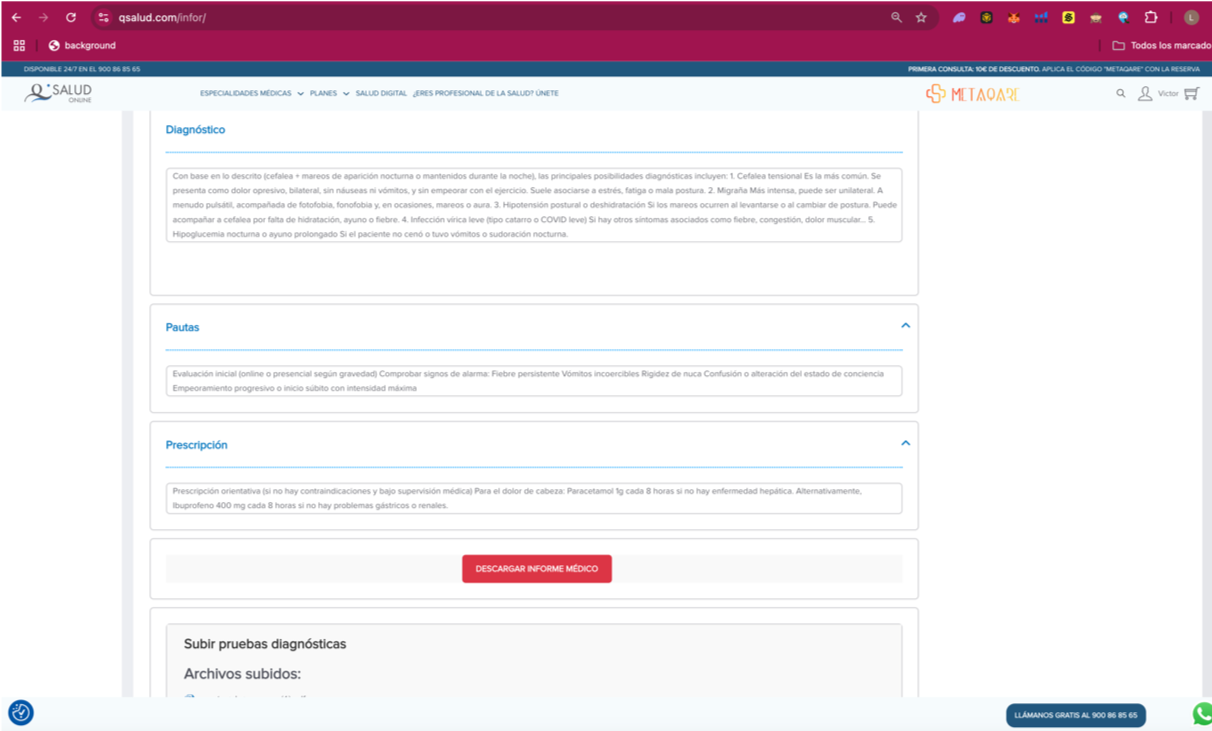 qsalud.com/infor/
L
background
Todos los marcado
DISPONIBLE 24/7 EN EL 900 86 85 65
PRIMERA CONSULTA: 10€ DE DESCUENTO. APLICA EL CÓDIGO "METAQARE" CON LA RESERVA
Q SALUD
ONLINE
ESPECIALIDADES MÉDICAS PLANES SALUD DIGITAL ¿ERES PROFESIONAL DE LA SALUD? ÚNETE
METAQARE
Victor
Diagnóstico
Con base en lo descrito (cefalea + mareos de aparición nocturna o mantenidos durante la noche), las principales posibilidades diagnósticas incluyen: 1. Cefalea tensional Es la más común. Se
presenta como dolor opresivo, bilateral, sin náuseas ni vómitos, y sin empeorar con el ejercicio. Suele asociarse a estrés, fatiga o mala postura. 2. Migraña Más intensa, puede ser unilateral. A
menudo pulsátil, acompañada de fotofobia, fonofobia y, en ocasiones, mareos o aura. 3. Hipotensión postural o deshidratación Si los mareos ocurren al levantarse o al cambiar de postura. Puede
acompañar a cefalea por falta de hidratación, ayuno o fiebre. 4. Infección vírica leve (tipo catarro o COVID leve) Si hay otros síntomas asociados como fiebre, congestión, dolor muscular... 5.
Hipoglucemia nocturna o ayuno prolongado Si el paciente no cenó o tuvo vómitos o sudoración nocturna.
Pautas
Evaluación inicial (online o presencial según gravedad) Comprobar signos de alarma: Fiebre persistente Vómitos incoercibles Rigidez de nuca Confusión o alteración del estado de conciencia
Empeoramiento progresivo o inicio súbito con intensidad máxima
Prescripción
Prescripción orientativa (si no hay contraindicaciones y bajo supervisión médica) Para el dolor de cabeza: Paracetamol 1g cada 8 horas si no hay enfermedad hepática. Alternativamente,
Ibuprofeno 400 mg cada 8 horas si no hay problemas gástricos o renales.
DESCARGAR INFORME MÉDICO
Subir pruebas diagnósticas
Archivos subidos:
LLÁMANOS GRATIS AL 900 86 85 65